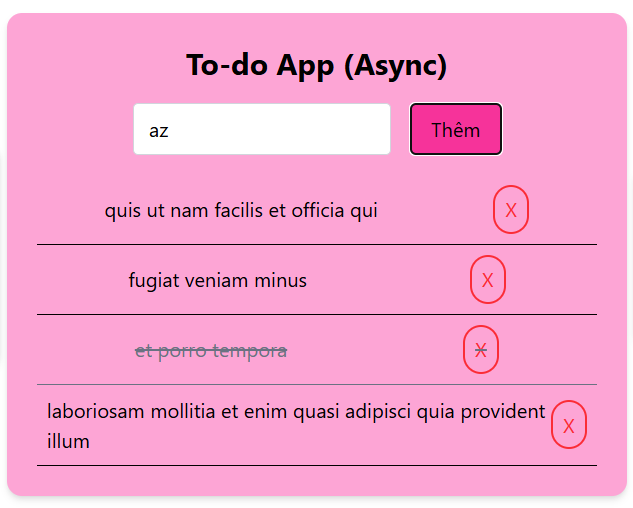 To-do App (Async)
az
Thêm
quis ut nam facilis et officia qui
X
fugiat veniam minus
X
et porro tempora
X
laboriosam mollitia et enim quasi adipisci quia provident
illum
X